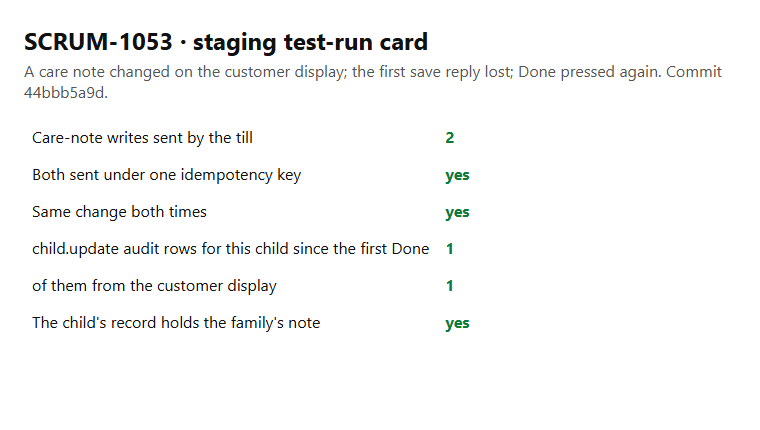 SCRUM-1053 · staging test-run card
A care note changed on the customer display; the first save reply lost; Done pressed again. Commit
44bbb5a9d.
Care-note writes sent by the till 2
Both sent under one idempotency key yes
Same change both times yes
child.update audit rows for this child since the first Done 1
of them from the customer display 1
The child's record holds the family's note yes